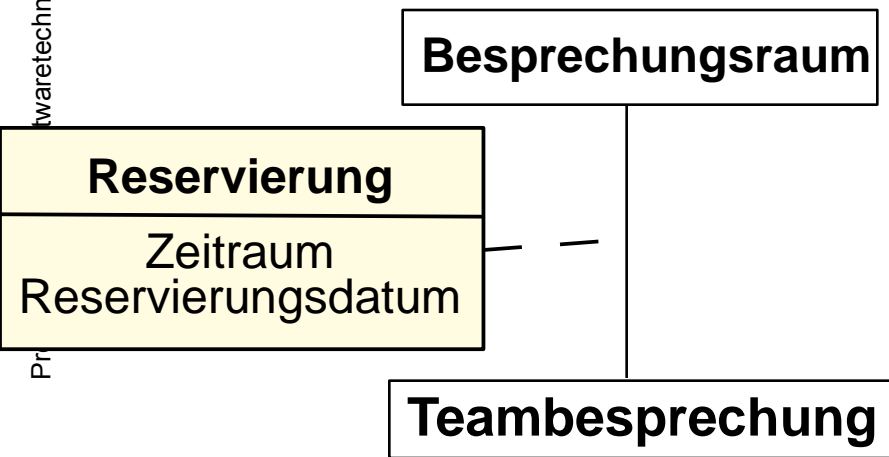 Besprechungsraum
Reservierung
Zeitraum
Reservierungsdatum
Teambesprechung